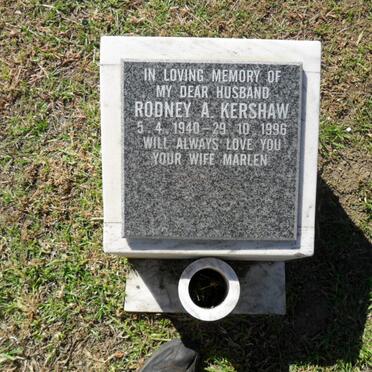 IN LOVING MEMORY OF
MY DEAR HUSBAND
RODNEY A. KERSHAW
5. 4. 1940 - 29. 10. 1996
WILL ALWAYS LOVE YOU
YOUR WIFE MARLEN